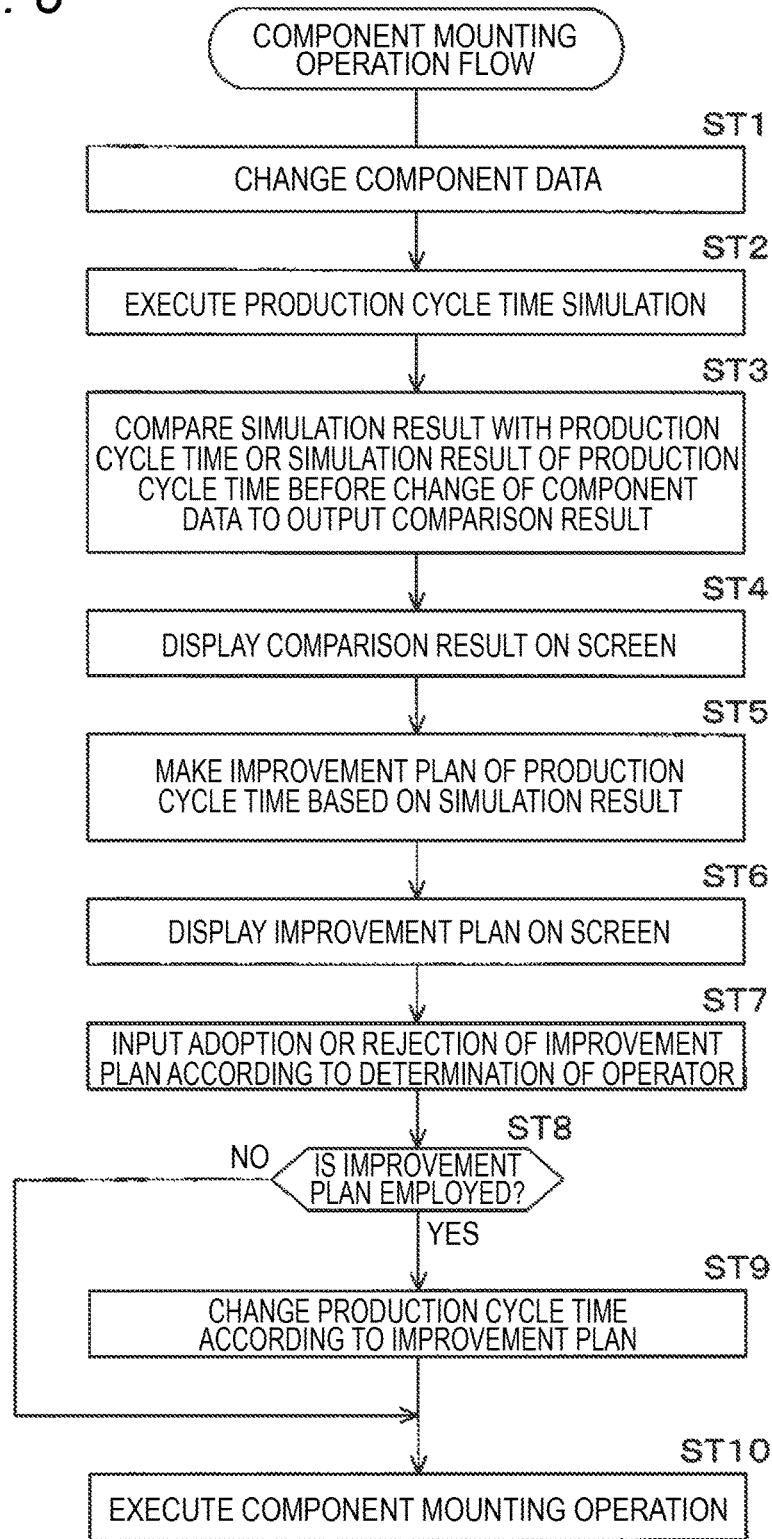 COMPONENT MOUNTING
OPERATION FLOW
ST1
CHANGE COMPONENT DATA
ST2
EXECUTE PRODUCTION CYCLE TIME SIMULATION
ST3
COMPARE SIMULATION RESULT WITH PRODUCTION
CYCLE TIME OR SIMULATION RESULT OF PRODUCTION
CYCLE TIME BEFORE CHANGE OF COMPONENT
DATA TO OUTPUT COMPARISON RESULT
ST4
DISPLAY COMPARISON RESULT ON SCREEN
ST5
MAKE IMPROVEMENT PLAN OF PRODUCTION
CYCLE TIME BASED ON SIMULATION RESULT
ST6
DISPLAY IMPROVEMENT PLAN ON SCREEN
ST7
INPUT ADOPTION OR REJECTION OF IMPROVEMENT
PLAN ACCORDING TO DETERMINATION OF OPERATOR
ST8
NO
IS IMPROVEMENT
PLAN EMPLOYED?
YES
ST9
CHANGE PRODUCTION CYCLE TIME
ACCORDING TO IMPROVEMENT PLAN
ST10
EXECUTE COMPONENT MOUNTING OPERATION